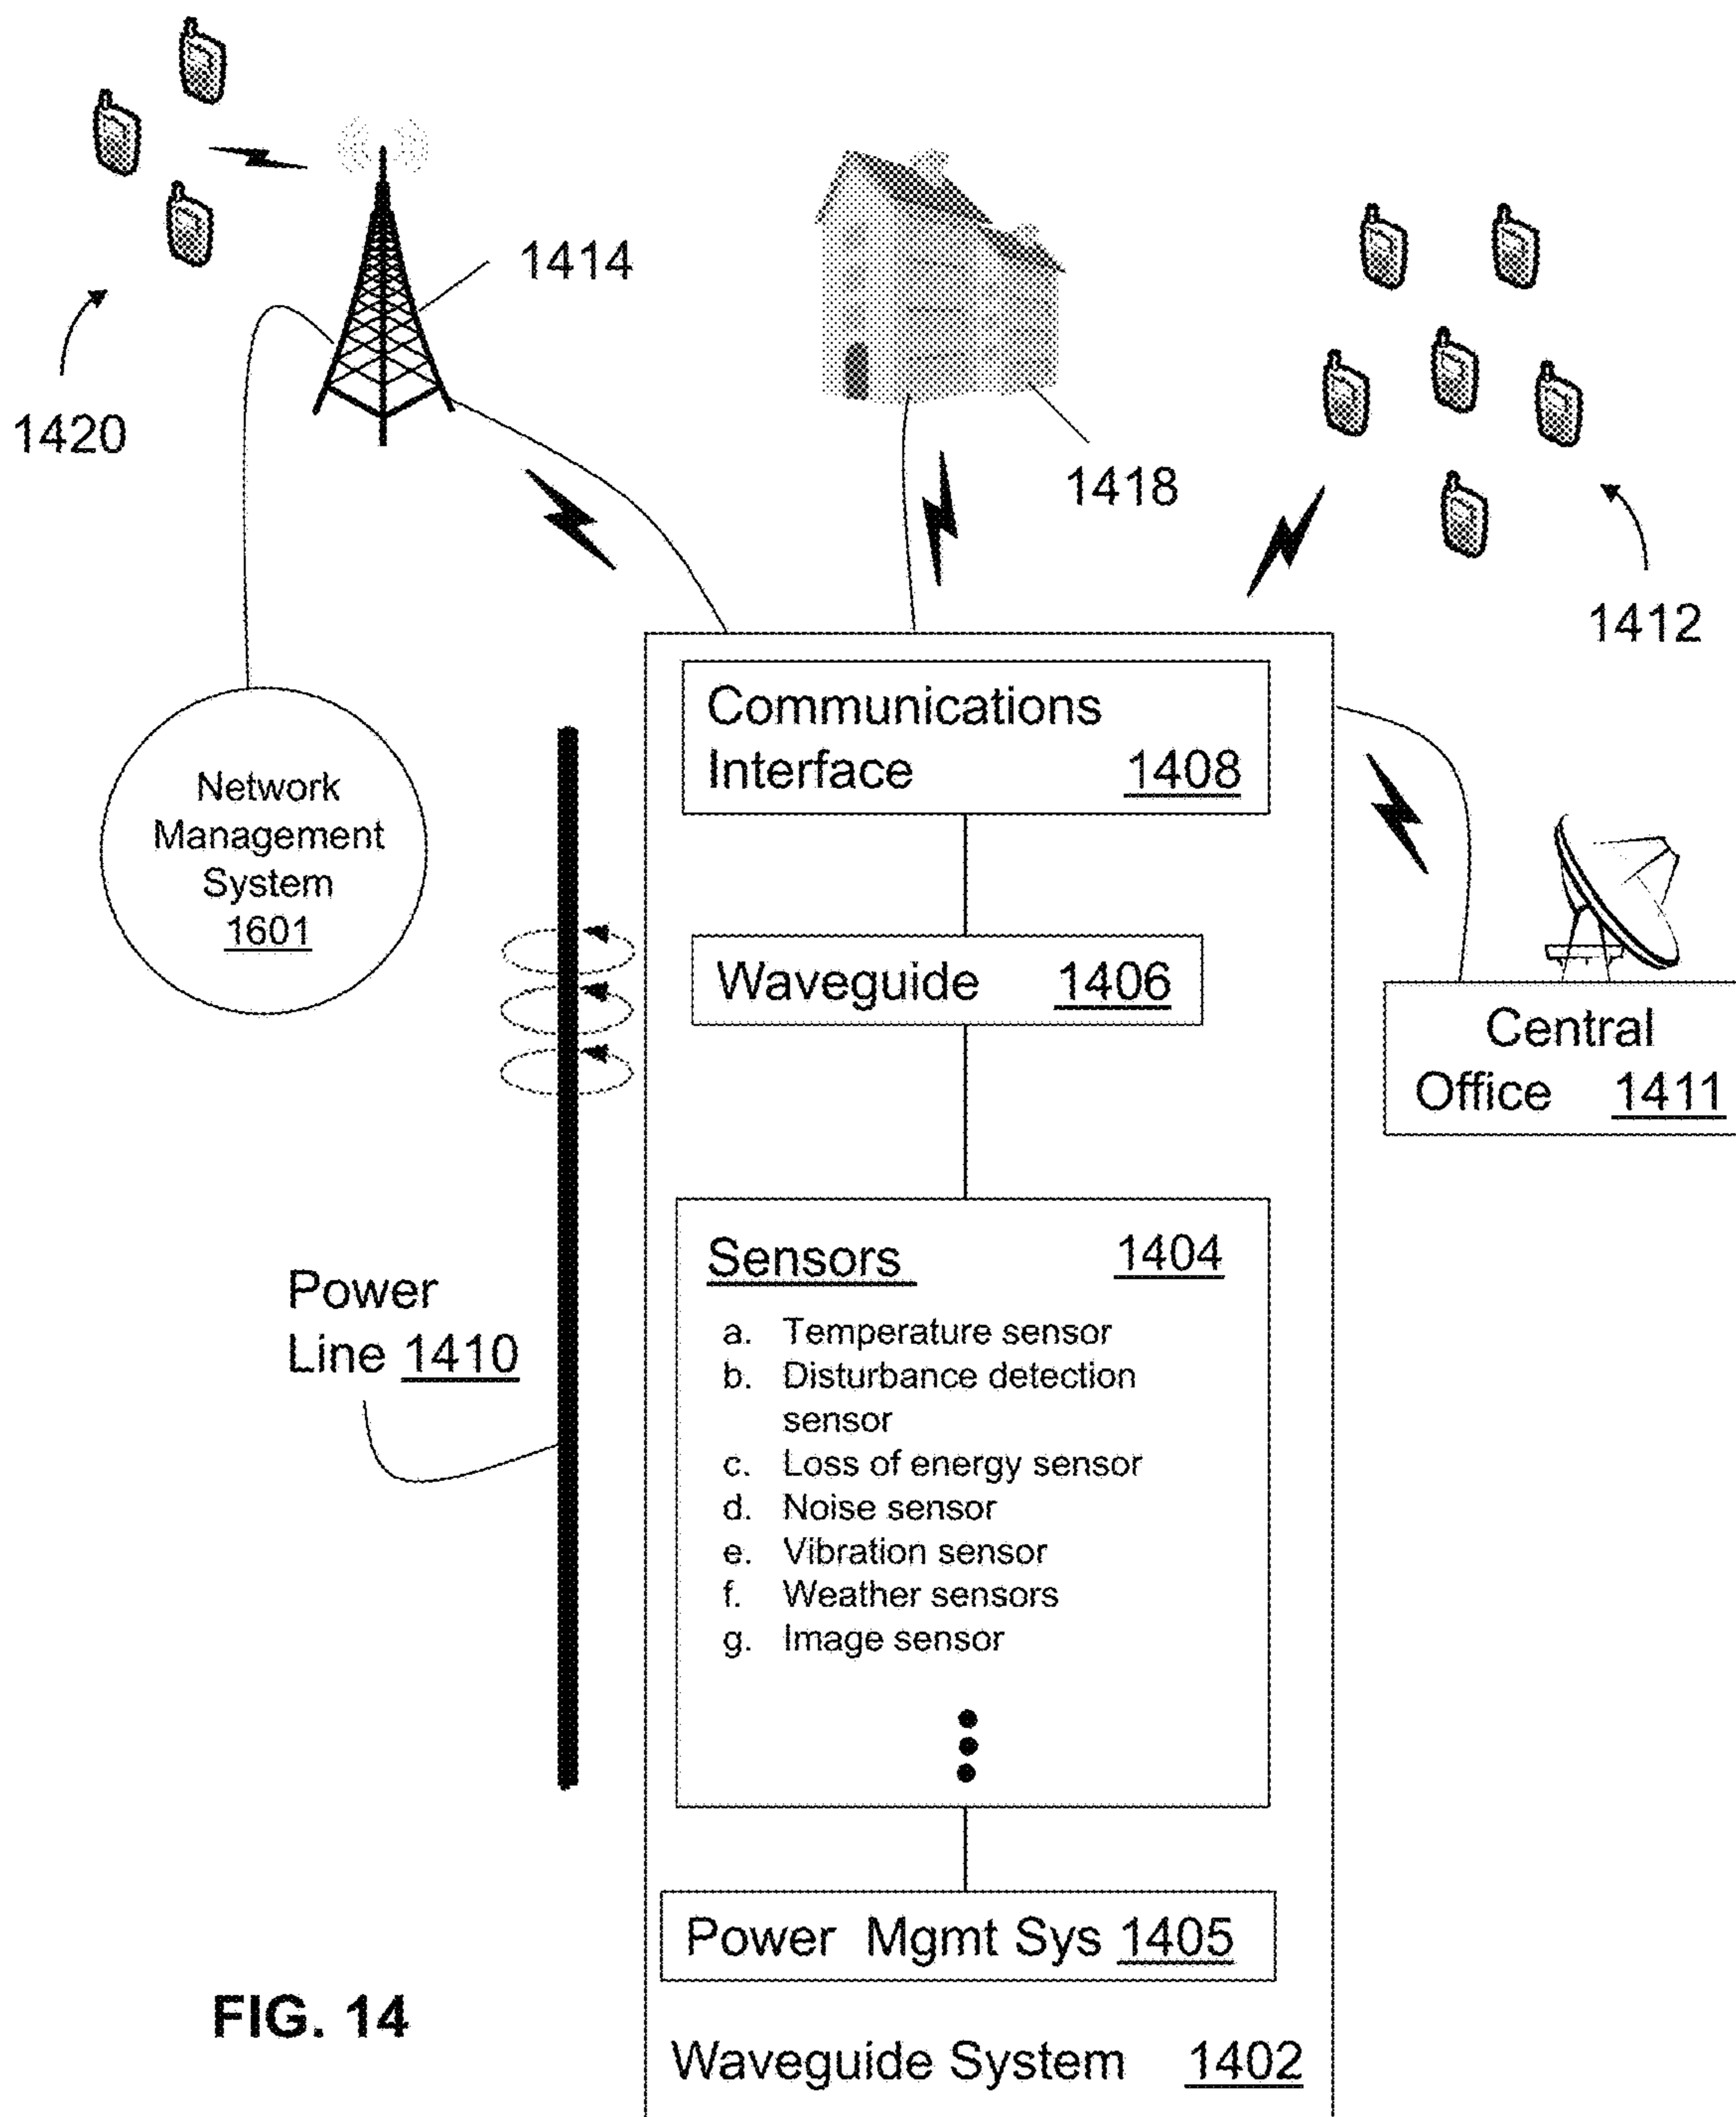 1414
1420
1418
1412
Communications
Interface 1408
Network
Management
System
1601
Waveguide 1406
Central
Office 1411
Sensors 1404
Power
Line 1410
a. Temperature sensor
b. Disturbance detection
sensor
c. Loss of energy sensor
d. Noise sensor
e. Vibration sensor
f. Weather sensors
g. Image sensor
Power Mgmt Sys 1405
FIG. 14
Waveguide System 1402